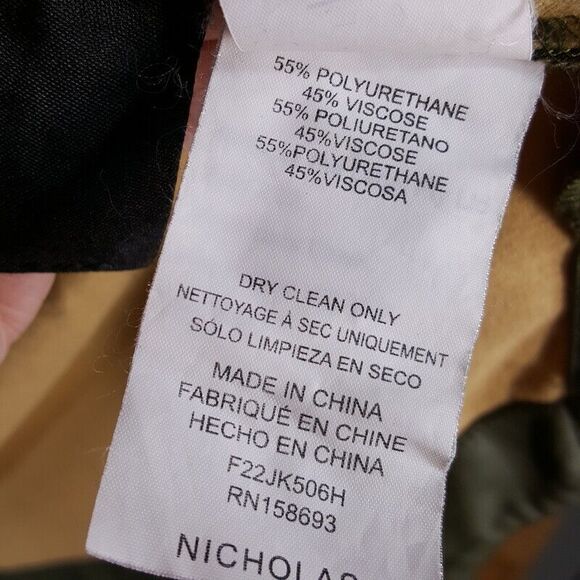 55% POLYURETHANE
45% VISCOSE
55% POLIURETANO
45%VISCOSE
55%POLYURETHANE
45%VISCOSA
DRY CLEAN ONLY
NETTOYAGE À SEC UNIQUEMENT
SÓLO LIMPIEZA EN SECO
MADE IN CHINA
FABRIQUÉ EN CHINE
HECHO EN CHINA
F22JK506H
RN158693
NICHOLAS